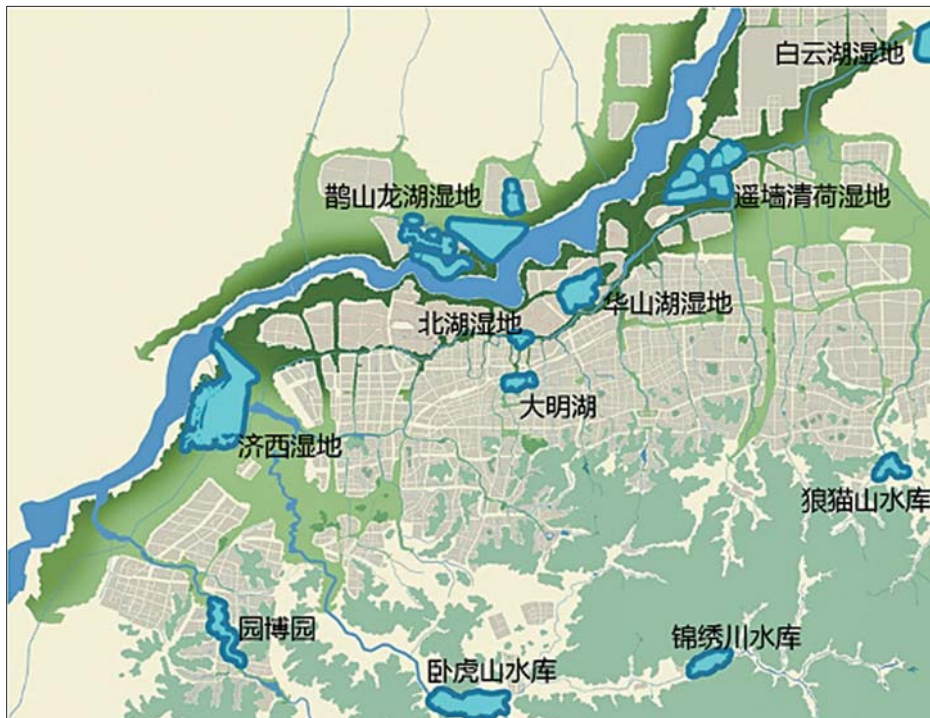 白云湖湿地
鹊山龙湖湿地
遥墙清荷湿地
华山湖湿地
北湖湿地
大明湖
济西湿地
狼猫山水库
园博园
锦绣川水库
卧虎山水库